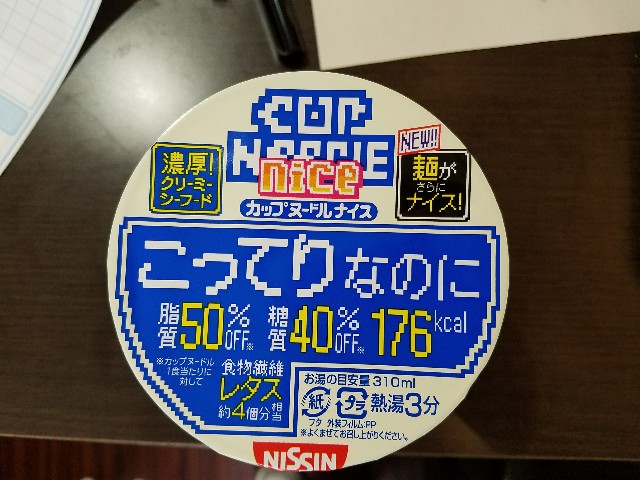 CUP
NOODLE
nice
カップヌードルナイス
濃厚!
クリーミー
シーフード
NEW!!
麺が
さらに
ナイス!
こってりなのに
脂質50%OFF※ 糖質40%OFF※ 176kcal
※カップヌードル
1食当たりに
対して
食物繊維
レタス
約4個分相当
お湯の目安量 310ml
紙 プラ 熱湯3分
フタ 外装フィルム:PP
※よくまぜてお召し上がりください。
NISSIN